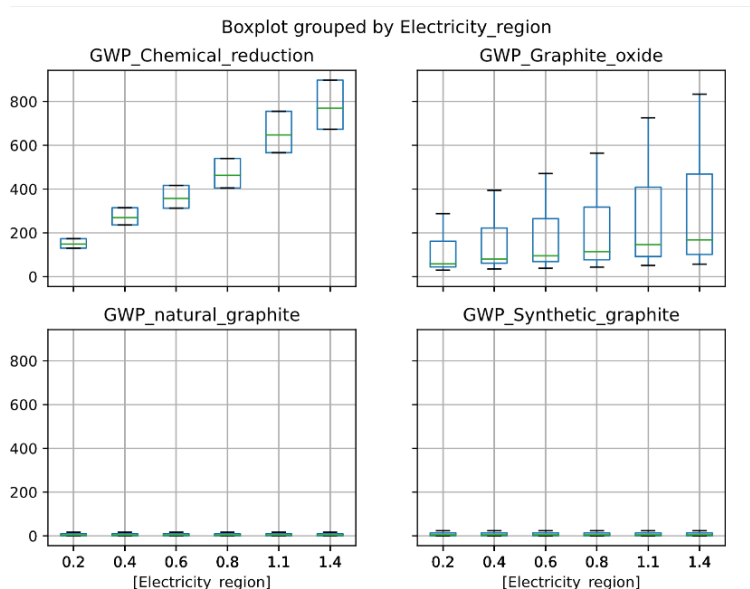 Boxplot grouped by Electricity_region
GWP_Chemical_reduction
GWP_Graphite_oxide
800
600
400
200
0
GWP_natural_graphite
GWP_Synthetic_graphite
800
600
400
200
0
0.2 0.4 0.6 0.8 1.1 1.4
0.2 0.4 0.6 0.8 1.1 1.4
[Electricity_region]
[Electricity_region]